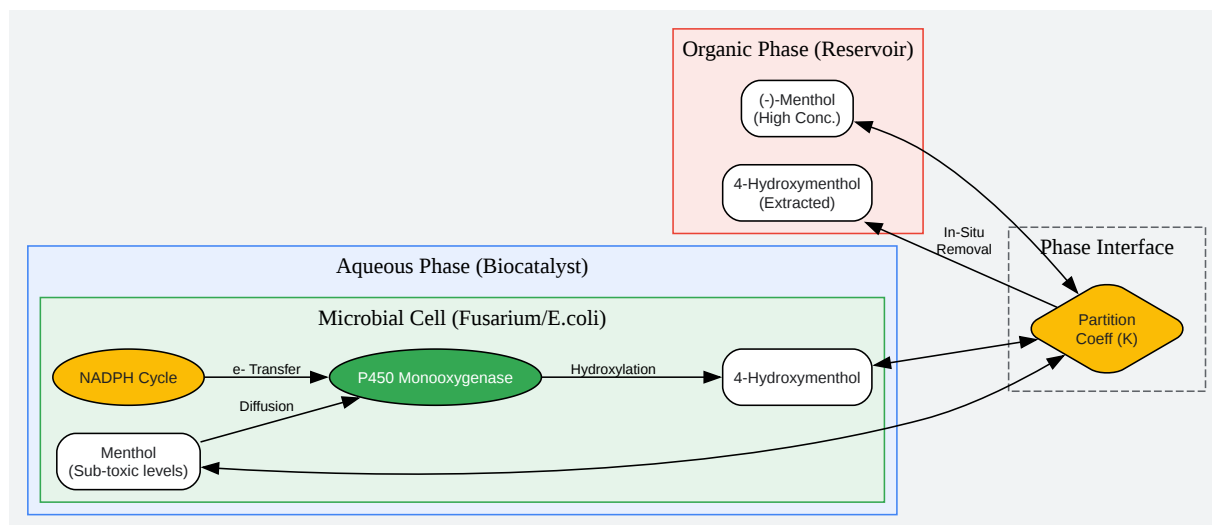 Organic Phase (Reservoir)
(-)-Menthol
(High Conc.)
4-Hydroxymenthol
(Extracted)
In-Situ
Removal
Phase Interface
Partition
Coeff (K)
Aqueous Phase (Biocatalyst)
Microbial Cell (Fusarium/E.coli)
NADPH Cycle
e- Transfer
P450 Monooxygenase
Hydroxylation
4-Hydroxymenthol
Diffusion
Menthol
(Sub-toxic levels)